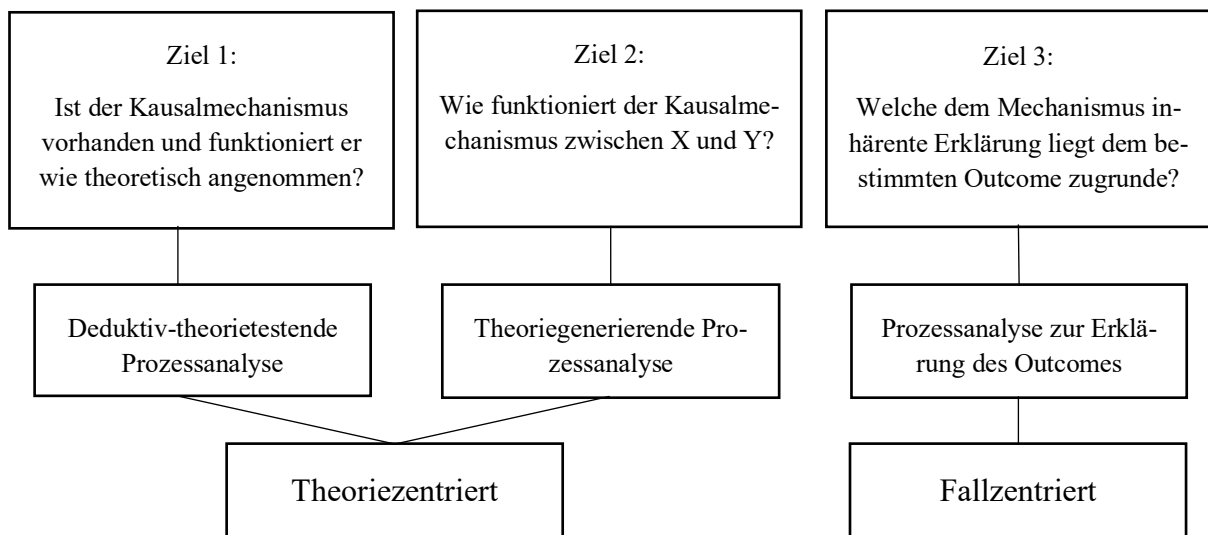 Ziel 1:
Ist der Kausalmechanismus
vorhanden und funktioniert er
wie theoretisch angenommen?
Ziel 2:
Wie funktioniert der Kausalme-
chanismus zwischen X und Y?
Ziel 3:
Welche dem Mechanismus in-
härente Erklärung liegt dem be-
stimmten Outcome zugrunde?
Deduktiv-theorietestende
Prozessanalyse
Theoriegenerierende Pro-
zessanalyse
Prozessanalyse zur Erklä-
rung des Outcomes
Theoriezentriert
Fallzentriert